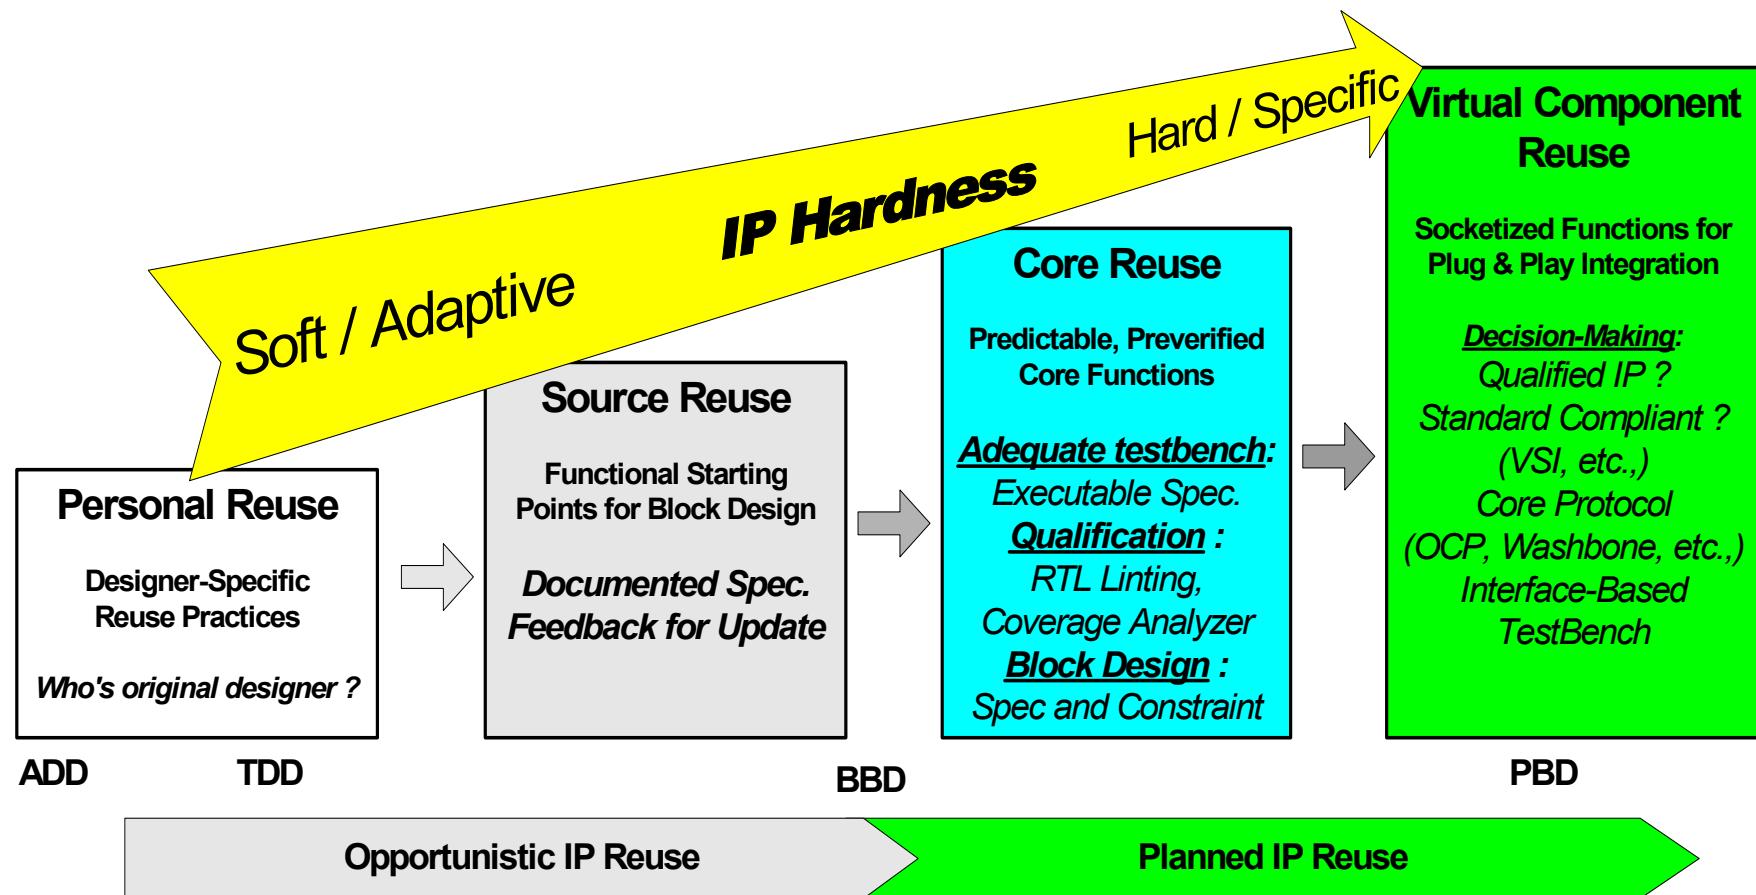 Soft / Adaptive
IP Hardness
Hard / Specific
Personal Reuse
Designer-Specific
Reuse Practices
Who's original designer ?
Source Reuse
Functional Starting
Points for Block Design
Documented Spec.
Feedback for Update
Core Reuse
Predictable, Preverified
Core Functions
Adequate testbench:
Executable Spec.
Qualification :
RTL Linting,
Coverage Analyzer
Block Design :
Spec and Constraint
Virtual Component
Reuse
Socketized Functions for
Plug & Play Integration
Decision-Making:
Qualified IP ?
Standard Compliant ?
(VSI, etc.,)
Core Protocol
(OCP, Washbone, etc.,)
Interface-Based
TestBench
ADD
TDD
BBD
PBD
Opportunistic IP Reuse
Planned IP Reuse